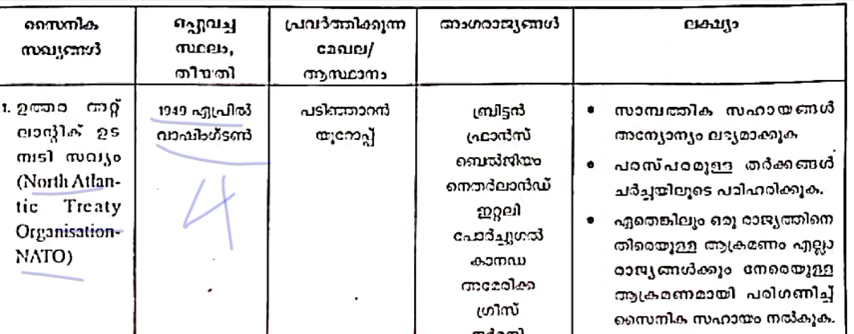 സൈനിക
സഖ്യങ്ങൾ
ഒപ്പുവച്ച
സ്ഥലം,
തീയതി
പ്രവർത്തിക്കുന്ന
മേഖല/
ആസ്ഥാനം
അംഗരാജ്യങ്ങൾ
ലക്ഷ്യം
1. ഉത്തര അറ്റ്
ലാന്റിക് ഉട
മ്പടി സഖ്യം
(North Atlan-
tic Treaty
Organisation-
NATO)
1949 ഏപ്രിൽ
വാഷിംഗ്ടൺ
4
പടിഞ്ഞാറൻ
യൂറോപ്പ്
ബ്രിട്ടൻ
ഫ്രാൻസ്
ബെൽജിയം
നെതർലാൻഡ്
ഇറ്റലി
പോർച്ചുഗൽ
കാനഡ
അമേരിക്ക
ഗ്രീസ്
• സാമ്പത്തിക സഹായങ്ങൾ
അന്യോന്യം ലഭ്യമാക്കുക
• പരസ്പരമുള്ള തർക്കങ്ങൾ
ചർച്ചയിലൂടെ പരിഹരിക്കുക.
• ഏതെങ്കിലും ഒരു രാജ്യത്തിനെ
തിരെയുള്ള ആക്രമണം എല്ലാ
രാജ്യങ്ങൾക്കും നേരെയുള്ള
ആക്രമണമായി പരിഗണിച്ച്
സൈനിക സഹായം നൽകുക.